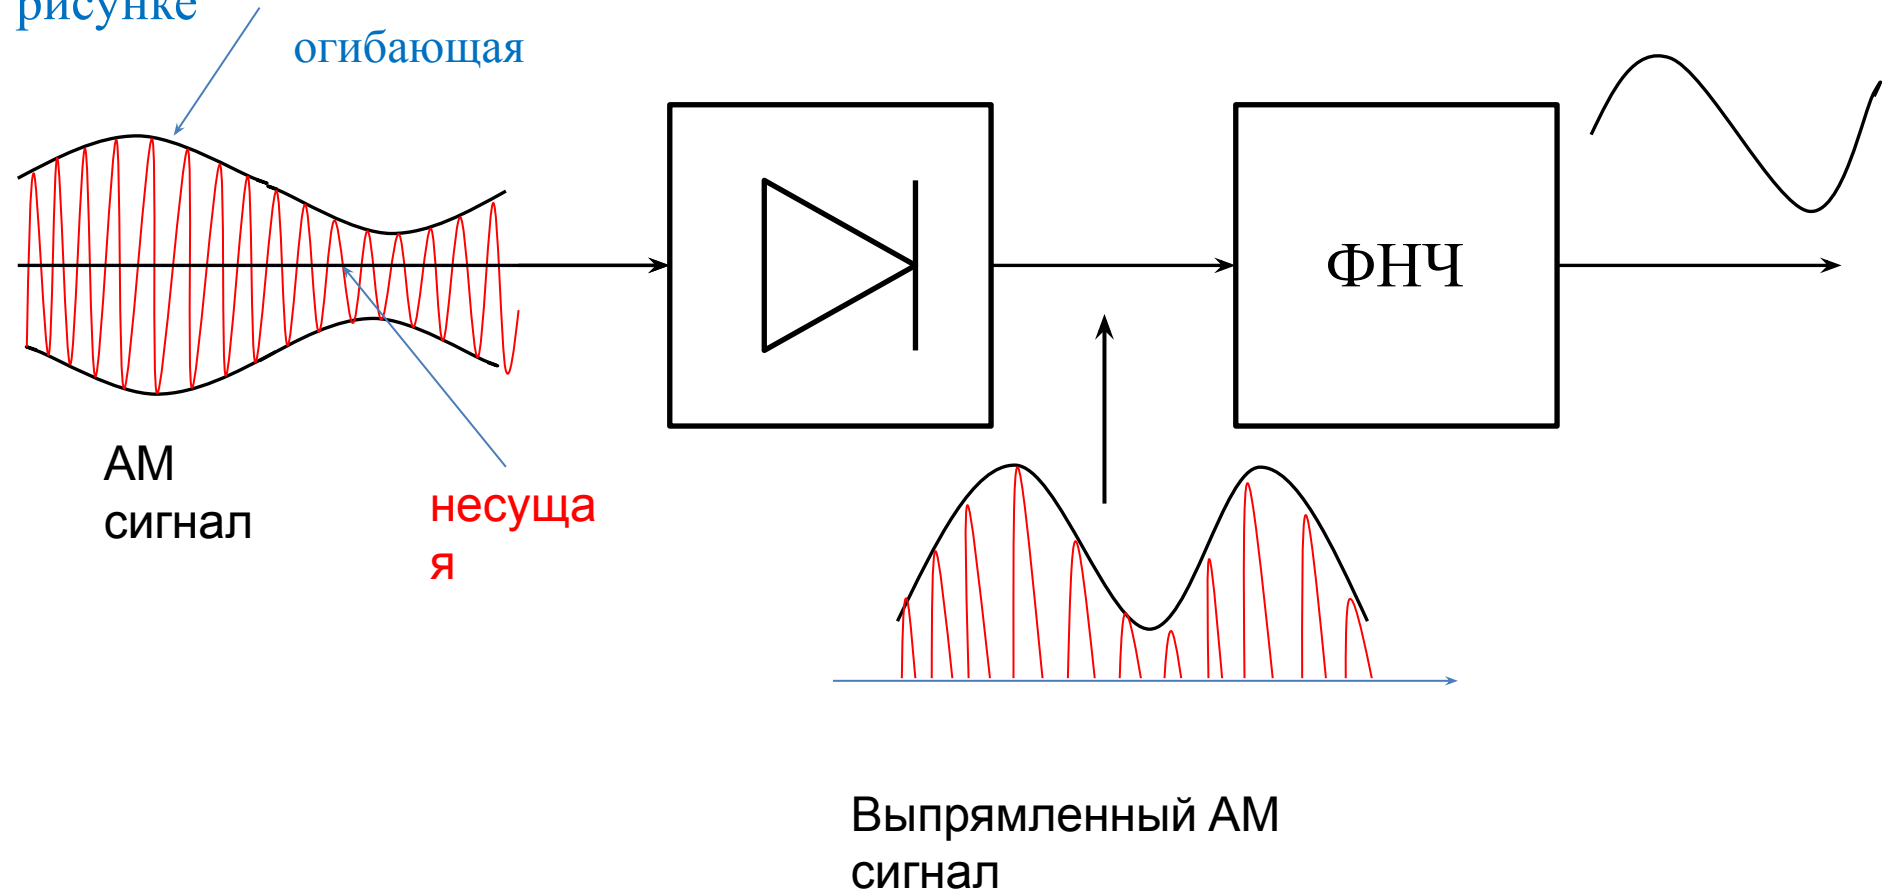 рисунке
огибающая
ФНЧ
АМ
сигнал
несуща
я
Выпрямленный АМ
сигнал